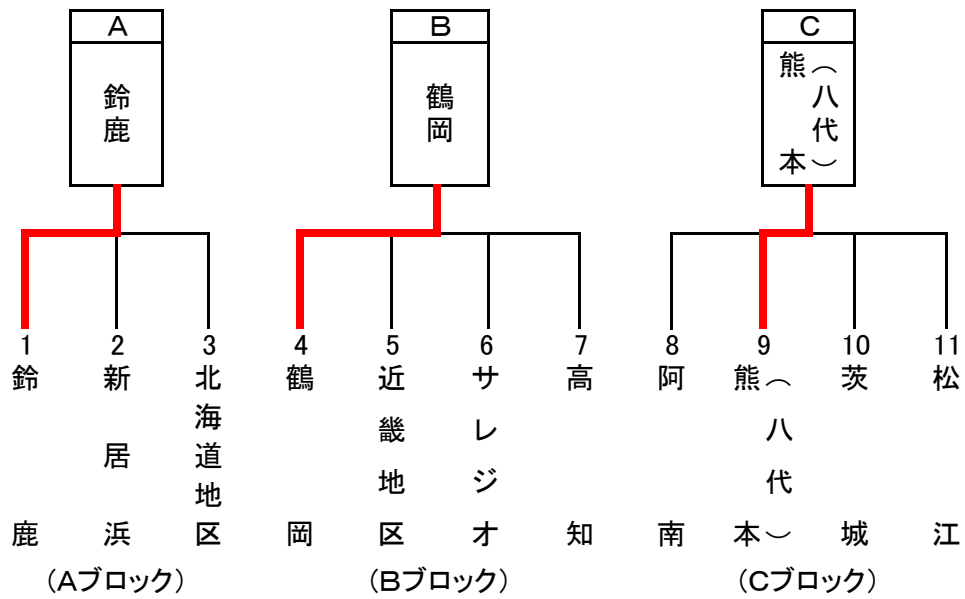 A
鈴鹿
B
鶴岡
C
熊本
（八代）
1
鈴鹿
2
新居浜
3
北海道地区
4
鶴岡
5
近畿地区
6
サレジオ
7
高知
8
阿南
9
熊本
（八代）
10
茨城
11
松江
（Aブロック）
（Bブロック）
（Cブロック）